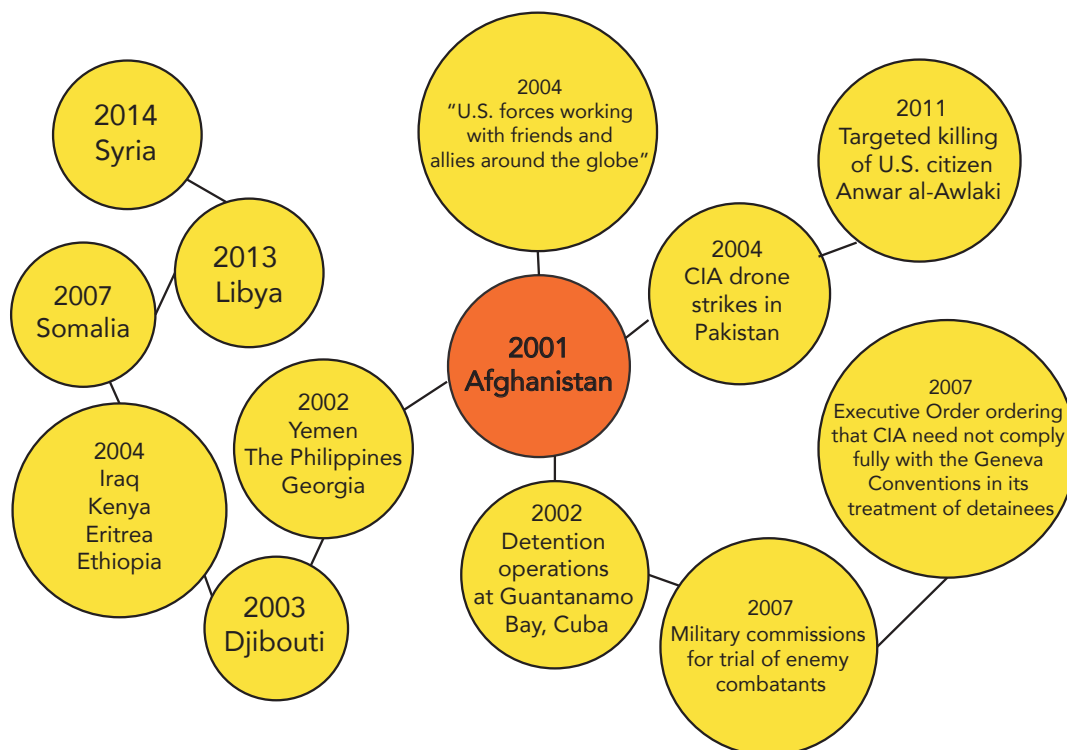 2014
Syria
2013
Libya
2007
Somalia
2004
Iraq
Kenya
Eritrea
Ethiopia
2003
Djibouti
2002
Yemen
The Philippines
Georgia
2004
“U.S. forces working
with friends and
allies around the globe”
2001
Afghanistan
2002
Detention
operations
at Guantanamo
Bay, Cuba
2004
CIA drone
strikes in
Pakistan
2011
Targeted killing
of U.S. citizen
Anwar al-Awlaki
2007
Executive Order ordering
that CIA need not comply
fully with the Geneva
Conventions in its
treatment of detainees
2007
Military commissions
for trial of enemy
combatants